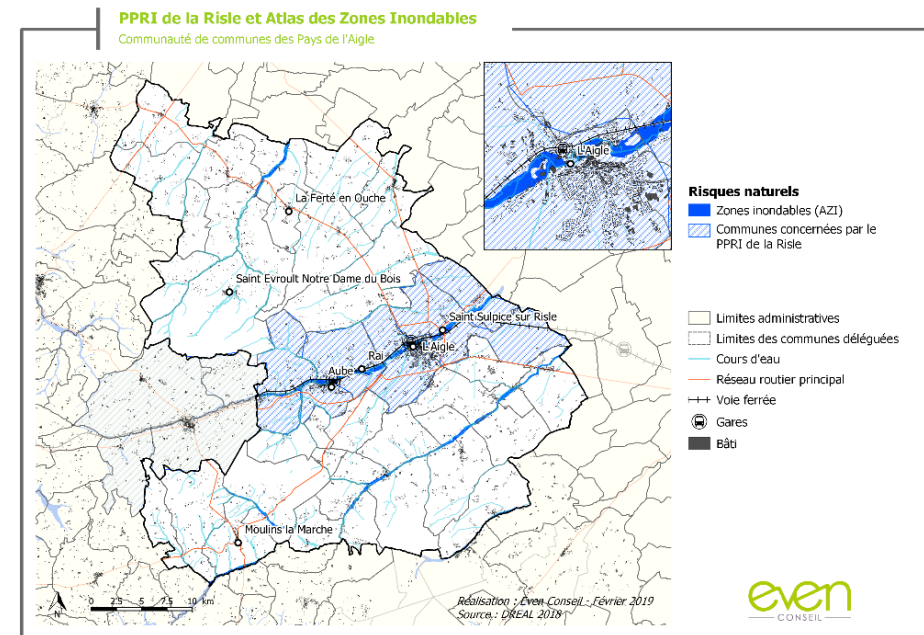 PPRI de la Risle et Atlas des Zones Inondables
Communauté de communes des Pays de l'Aigle
L'Aigle
La Ferté en Ouche
Saint Evroult Notre Dame du Bois
Saint Sulpice sur Risle
L'Aigle
Rai
Aube
Moulins la Marche
Risques naturels
Zones inondables (AZI)
Communes concernées par le
PPRI de la Risle
Limites administratives
Limites des communes déléguées
Cours d'eau
Réseau routier principal
Voie ferrée
Gares
Bâti
N
0 2.5 5 7.5 10 km
Réalisation : Even Conseil - Février 2019
Source : DREAL 2018
even
CONSEIL